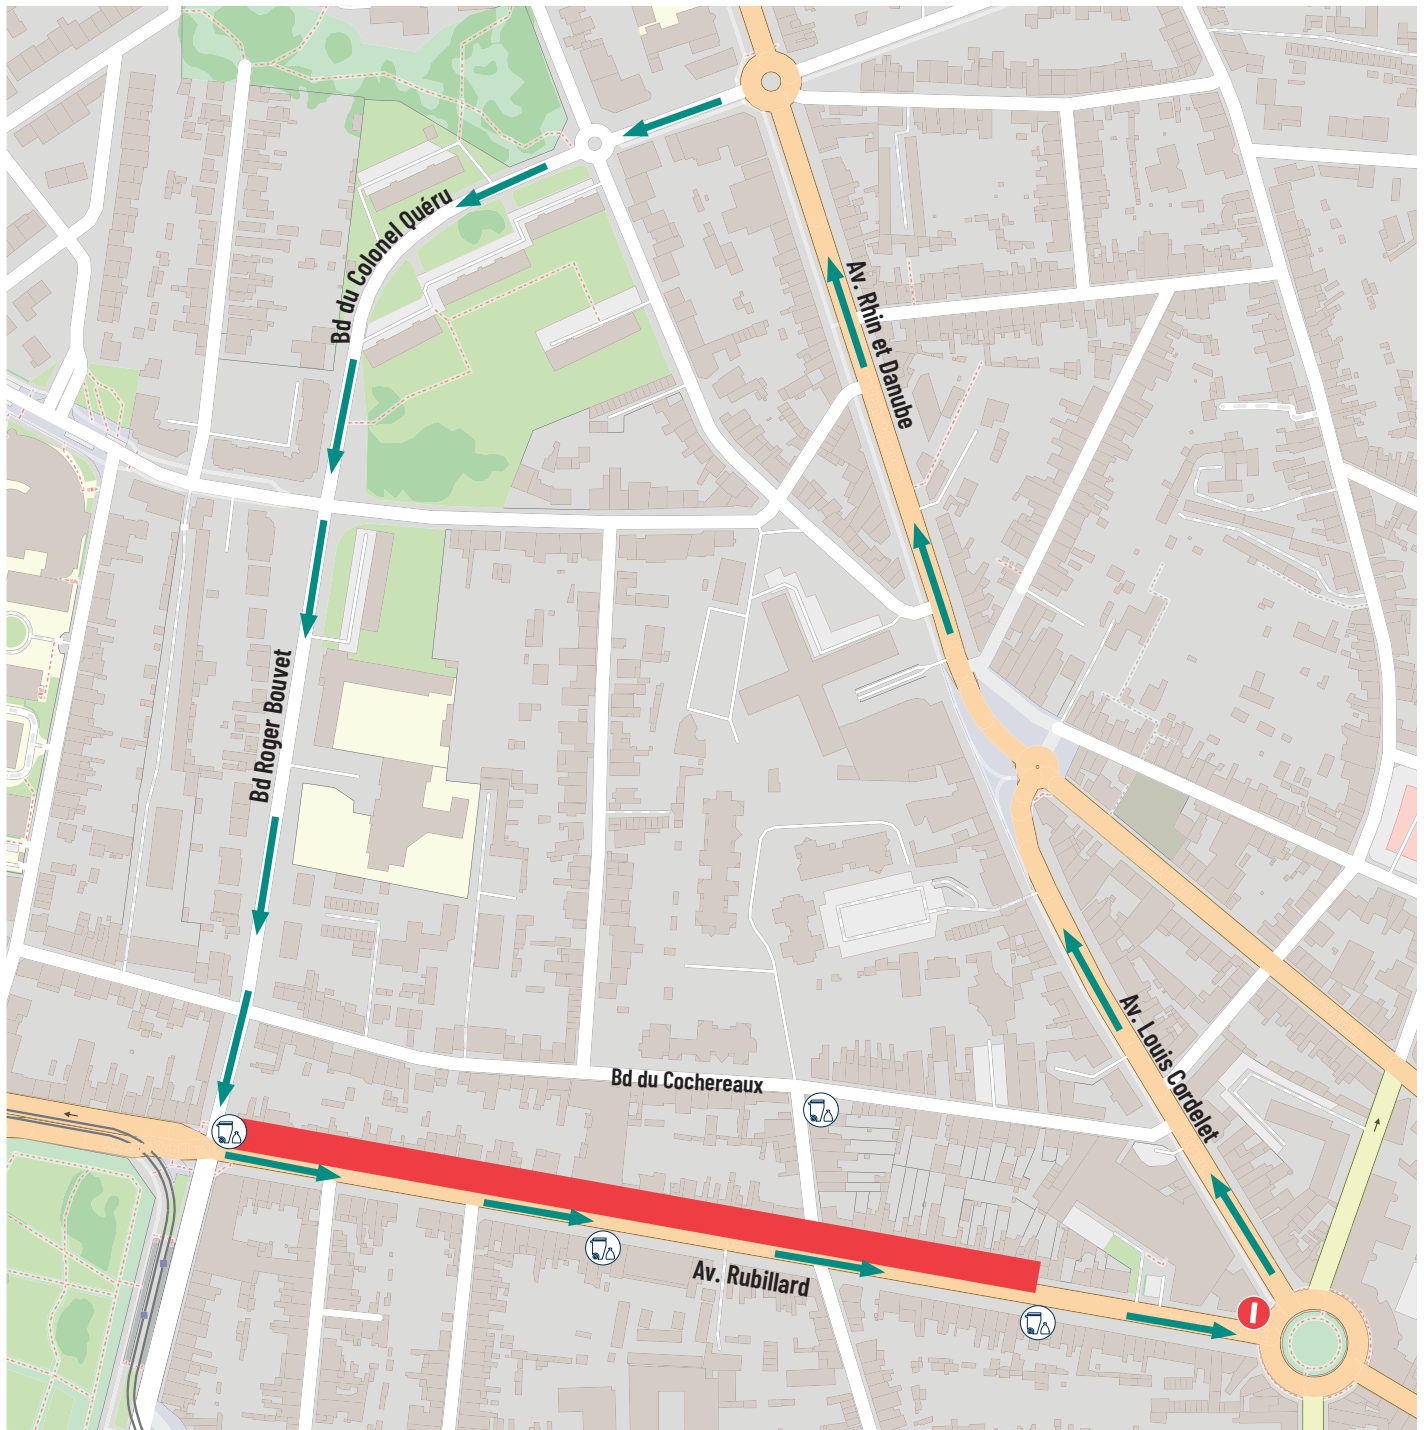 Bd du Colonel Quéru
Av. Rhin et Danube
Bd Roger Bouvet
Av. Louis Cordelet
Bd du Cochereaux
Av. Rubillard